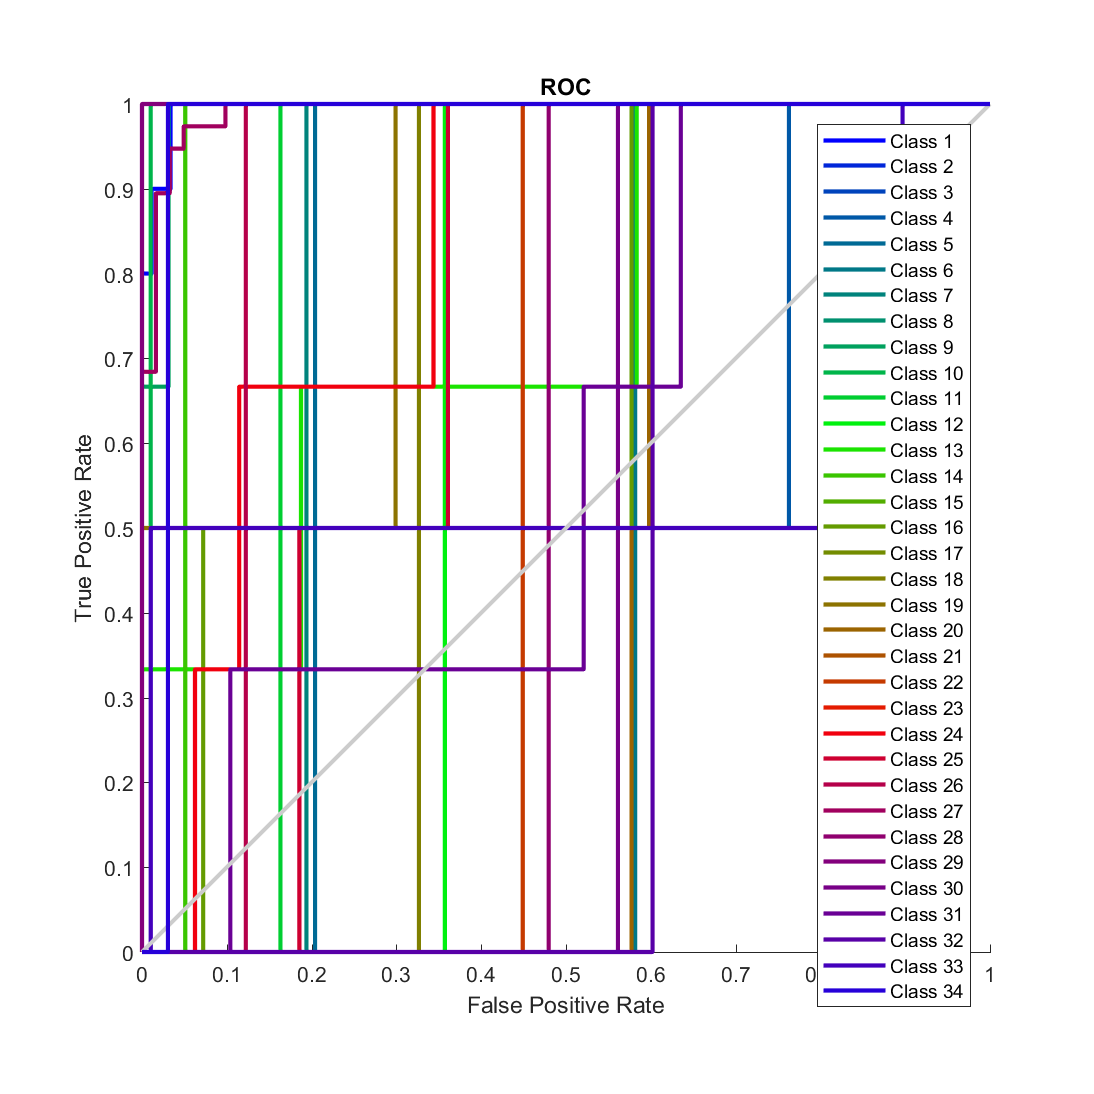 ROC
True Positive Rate
1
0.9
0.8
0.7
0.6
0.5
0.4
0.3
0.2
0.1
0
0 0.1 0.2 0.3 0.4 0.5 0.6 0.7 1
False Positive Rate
Class 1
Class 2
Class 3
Class 4
Class 5
Class 6
Class 7
Class 8
Class 9
Class 10
Class 11
Class 12
Class 13
Class 14
Class 15
Class 16
Class 17
Class 18
Class 19
Class 20
Class 21
Class 22
Class 23
Class 24
Class 25
Class 26
Class 27
Class 28
Class 29
Class 30
Class 31
Class 32
Class 33
Class 34